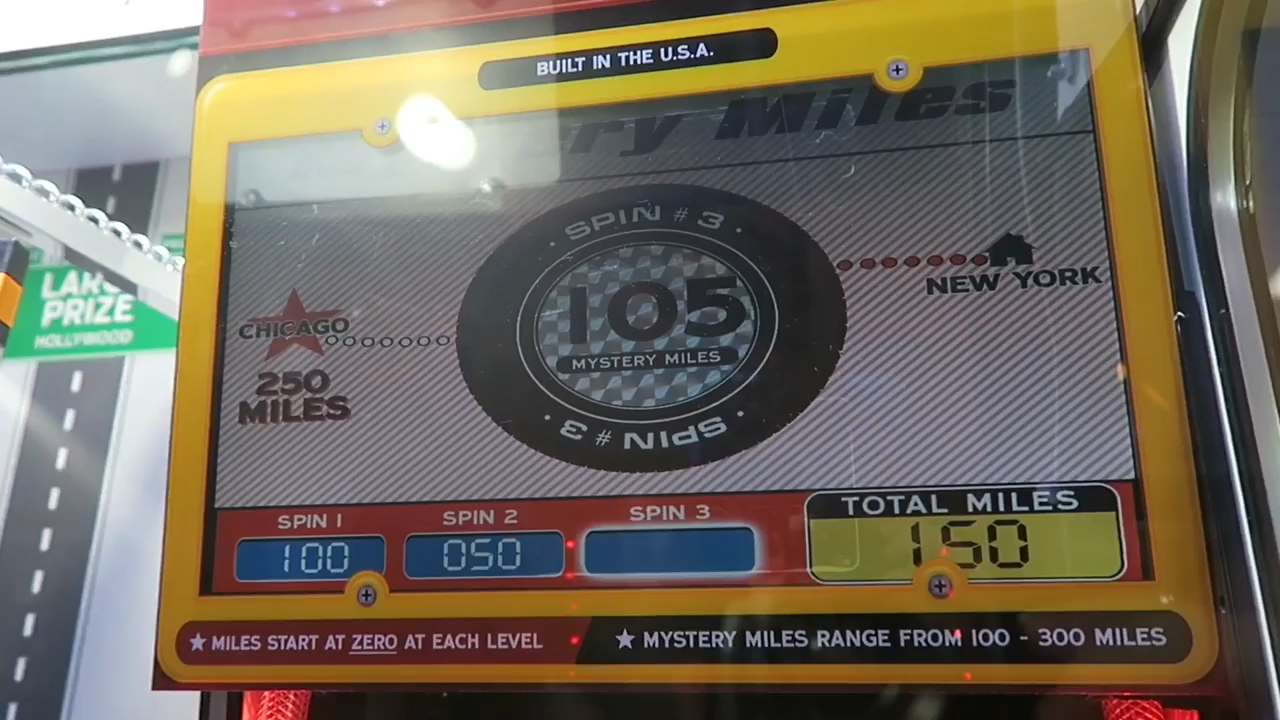 BUILT IN THE U.S.A.
Miles
SPIN #3
105
MYSTERY MILES
SPIN #3
CHICAGO
250
MILES
NEW YORK
PRIZE
HOLLYWOOD
SPIN 1
SPIN 2
SPIN 3
TOTAL MILES
100
050
150
★ MILES START AT ZERO AT EACH LEVEL
★ MYSTERY MILES RANGE FROM 100 - 300 MILES